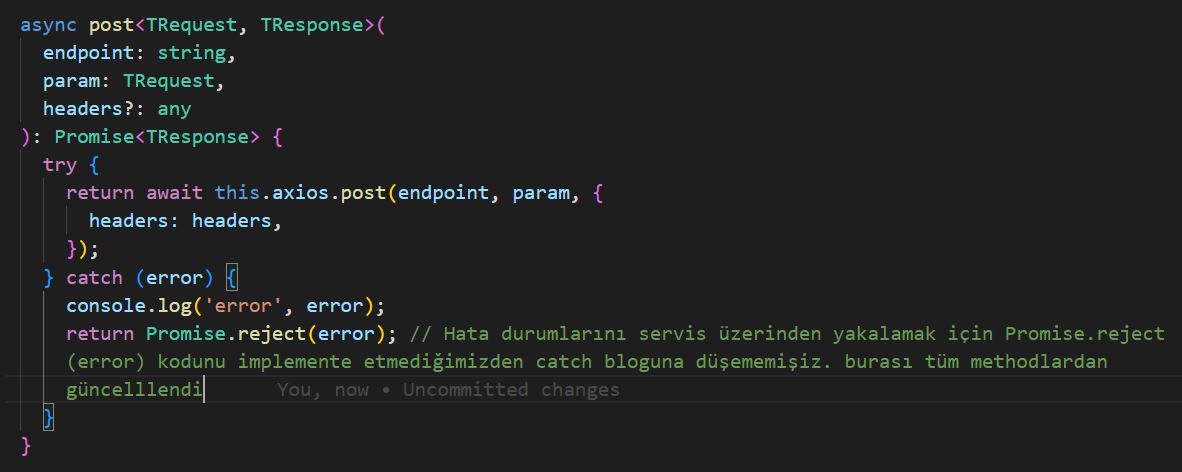 async post<TRequest, TResponse>(
  endpoint: string,
  param: TRequest,
  headers?: any
): Promise<TResponse> {
  try {
    return await this.axios.post(endpoint, param, {
      headers: headers,
    });
  } catch (error) {
    console.log('error', error);
    return Promise.reject(error); // Hata durumlarını servis üzerinden yakalamak için Promise.reject
    (error) kodunu implemente etmediğimizden catch bloguna düşememişiz. burası tüm methodlardan
    güncelllendi You, now • Uncommitted changes
  }
}